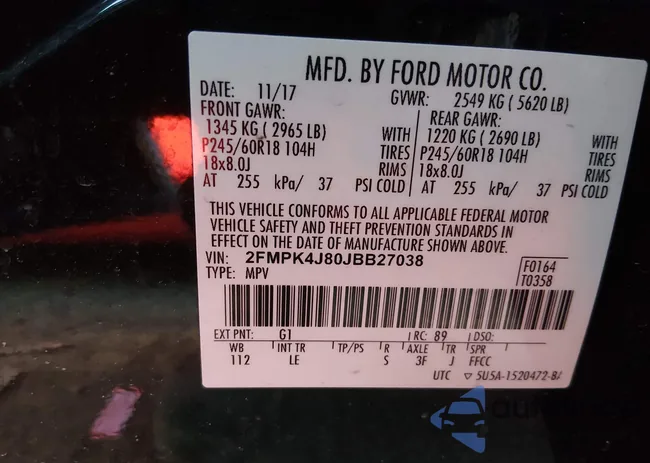 MFD. BY FORD MOTOR CO.
DATE: 11/17 GVWR: 2549 KG ( 5620 LB)
FRONT GAWR: REAR GAWR:
1345 KG ( 2965 LB) WITH 1220 KG ( 2690 LB) WITH
P245/60R18 104H TIRES P245/60R18 104H TIRES
18x8.0J RIMS 18x8.0J RIMS
AT 255 kPa/ 37 PSI COLD AT 255 kPa/ 37 PSI COLD
THIS VEHICLE CONFORMS TO ALL APPLICABLE FEDERAL MOTOR
VEHICLE SAFETY AND THEFT PREVENTION STANDARDS IN
EFFECT ON THE DATE OF MANUFACTURE SHOWN ABOVE.
VIN: 2FMPK4J80JBB27038
TYPE: MPV
F0164
T0358
EXT PNT: G1 RC: 89 DSO:
WB INT TR TP/PS R AXLE TR SPR
112 LE S 3F J FFCC
UTC ▽ 5U5A-1520472-B/